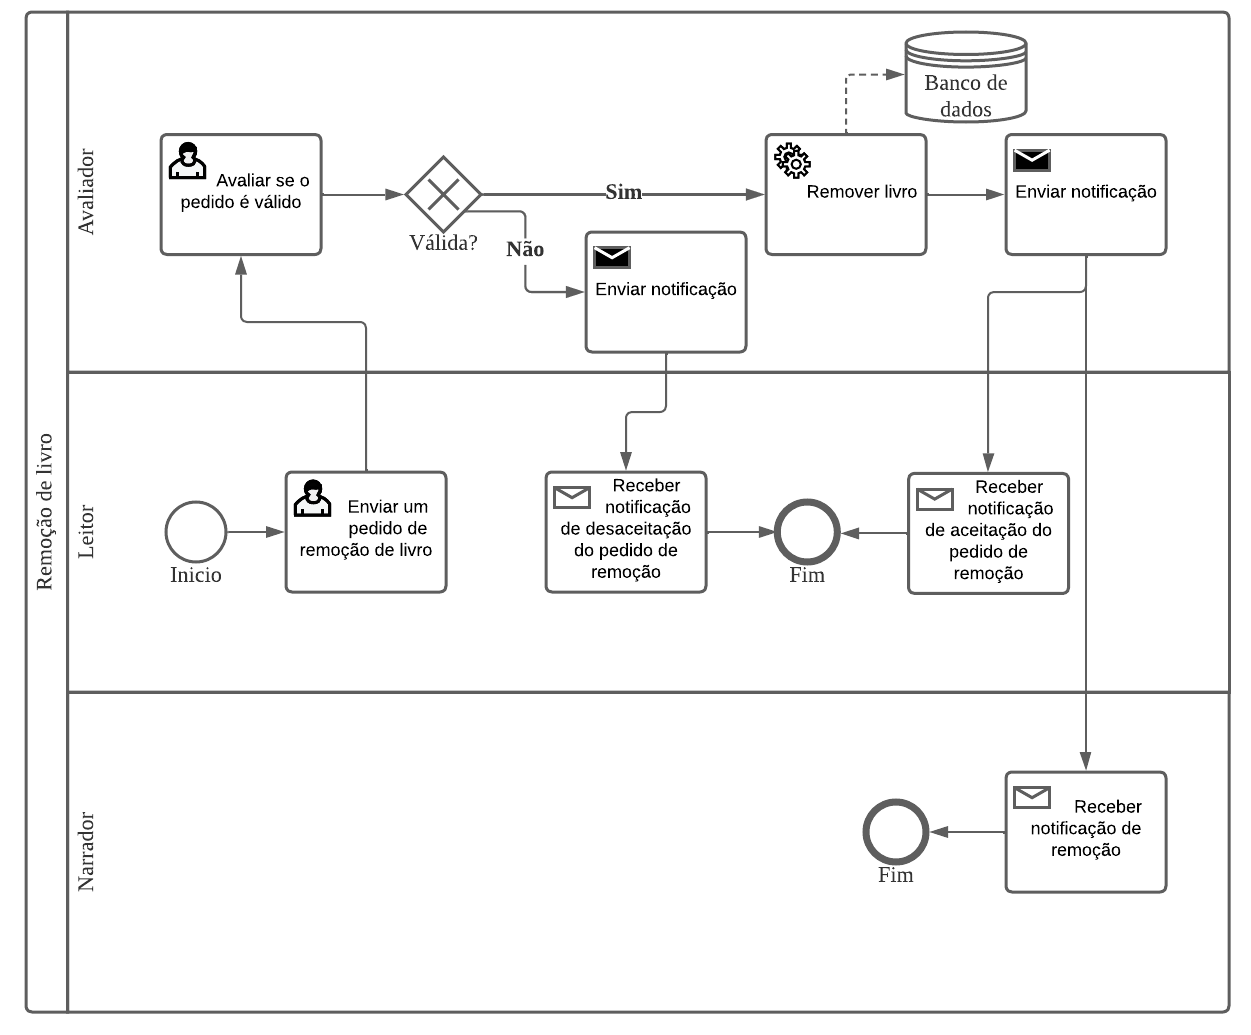 Remoção de livro
Avaliador
Banco de
dados
Avaliar se o
pedido é válido
Válida?
Sim
Não
Remover livro
Enviar notificação
Enviar notificação
Leitor
Inicio
Enviar um
pedido de
remoção de livro
Receber
notificação
de desaceitação
do pedido de
remoção
Fim
Receber
notificação
de aceitação do
pedido de
remoção
Narrador
Fim
Receber
notificação de
remoção